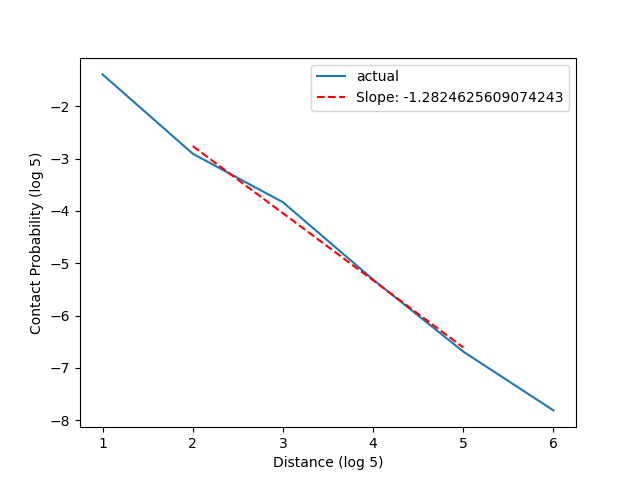 actual
Slope: -1.2824625609074243
Contact Probability (log 5)
−2
−3
−4
−5
−6
−7
−8
1 2 3 4 5 6
Distance (log 5)